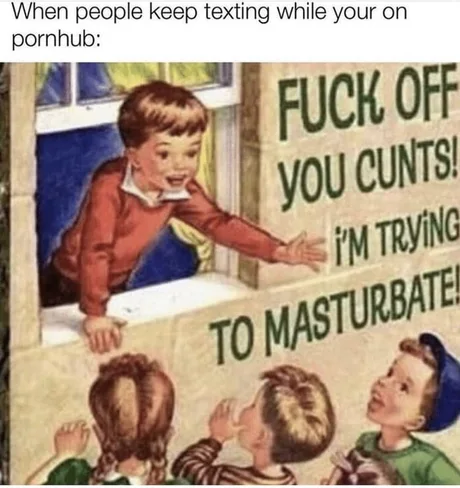 When people keep texting while your on
pornhub:
FUCK OFF
YOU CUNTS!
i'M TRYiNG
TO MASTURBATE!